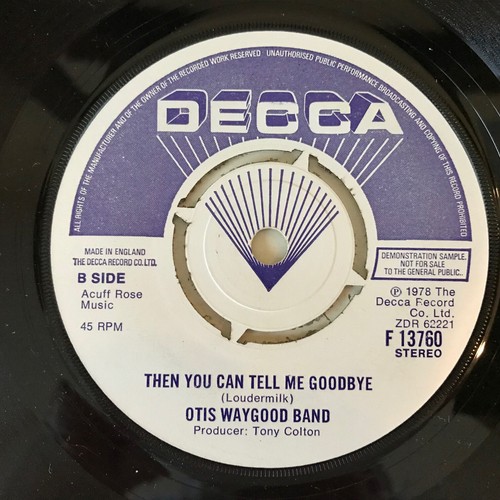 ALL RIGHTS OF THE MANUFACTURER AND OF THE OWNER OF THE RECORDED WORK RESERVED · UNAUTHORISED PUBLIC PERFORMANCE BROADCASTING AND COPYING OF THIS RECORD PROHIBITED
DECCA
MADE IN ENGLAND
THE DECCA RECORD CO. LTD.
B SIDE
Acuff Rose
Music
45 RPM
DEMONSTRATION SAMPLE
NOT FOR SALE
TO THE GENERAL PUBLIC..
℗ 1978 The
Decca Record
Co. Ltd.
ZDR 62221
F 13760
STEREO
THEN YOU CAN TELL ME GOODBYE
(Loudermilk)
OTIS WAYGOOD BAND
Producer: Tony Colton